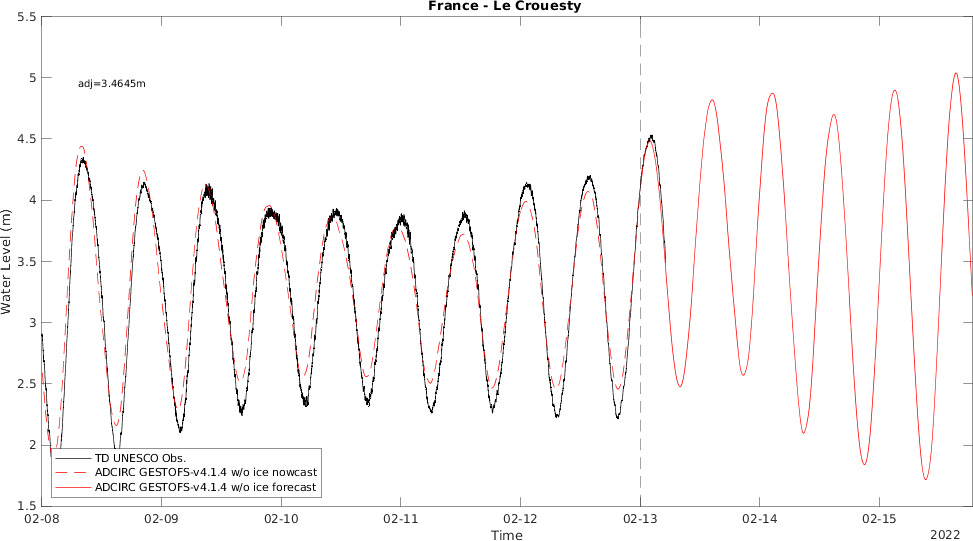 France - Le Crouesty
5.5
5
4.5
4
3.5
3
2.5
2
1.5
Water Level (m)
adj=3.4645m
TD UNESCO Obs.
ADCIRC GESTOFS-v4.1.4 w/o ice nowcast
ADCIRC GESTOFS-v4.1.4 w/o ice forecast
02-08 02-09 02-10 02-11 02-12 02-13 02-14 02-15
Time
2022